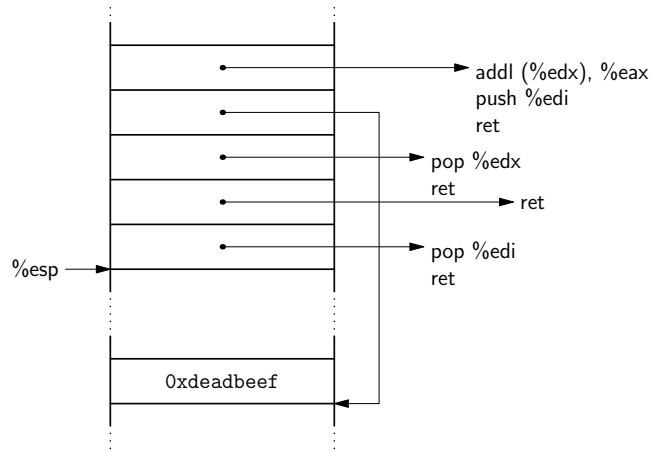 addl (%edx), %eax
push %edi
ret
pop %edx
ret
ret
pop %edi
ret
%esp
0xdeadbeef